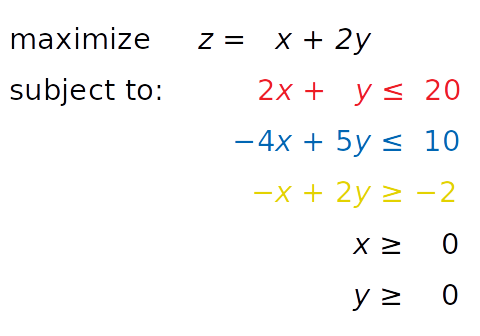 maximize z = x + 2y
subject to: 2x + y ≤ 20
−4x + 5y ≤ 10
−x + 2y ≥ −2
x ≥ 0
y ≥ 0